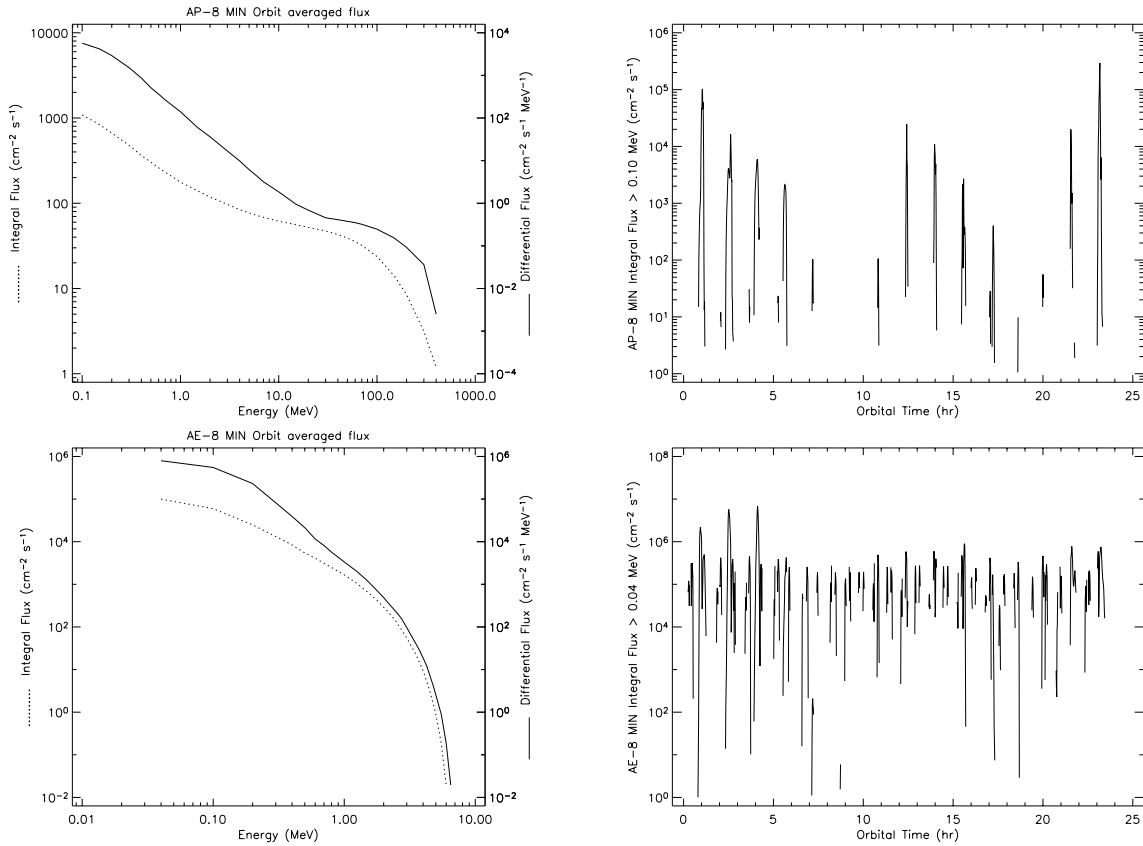 AP-8 MIN Orbit averaged flux
Integral Flux (cm⁻² s⁻¹)
10000
1000
100
10
1
10⁴
10²
10⁰
10⁻²
10⁻⁴
Differential Flux (cm⁻² s⁻¹ MeV⁻¹)
0.1 1.0 10.0 100.0 1000.0
Energy (MeV)
AP-8 MIN Integral Flux > 0.10 MeV (cm⁻² s⁻¹)
10⁶
10⁵
10⁴
10³
10²
10¹
10⁰
0 5 10 15 20 25
Orbital Time (hr)
AE-8 MIN Orbit averaged flux
Integral Flux (cm⁻² s⁻¹)
10⁶
10⁴
10²
10⁰
10⁻²
10⁶
10⁴
10²
10⁰
10⁻²
Differential Flux (cm⁻² s⁻¹ MeV⁻¹)
0.01 0.10 1.00 10.00
Energy (MeV)
AE-8 MIN Integral Flux > 0.04 MeV (cm⁻² s⁻¹)
10⁸
10⁶
10⁴
10²
10⁰
0 5 10 15 20 25
Orbital Time (hr)